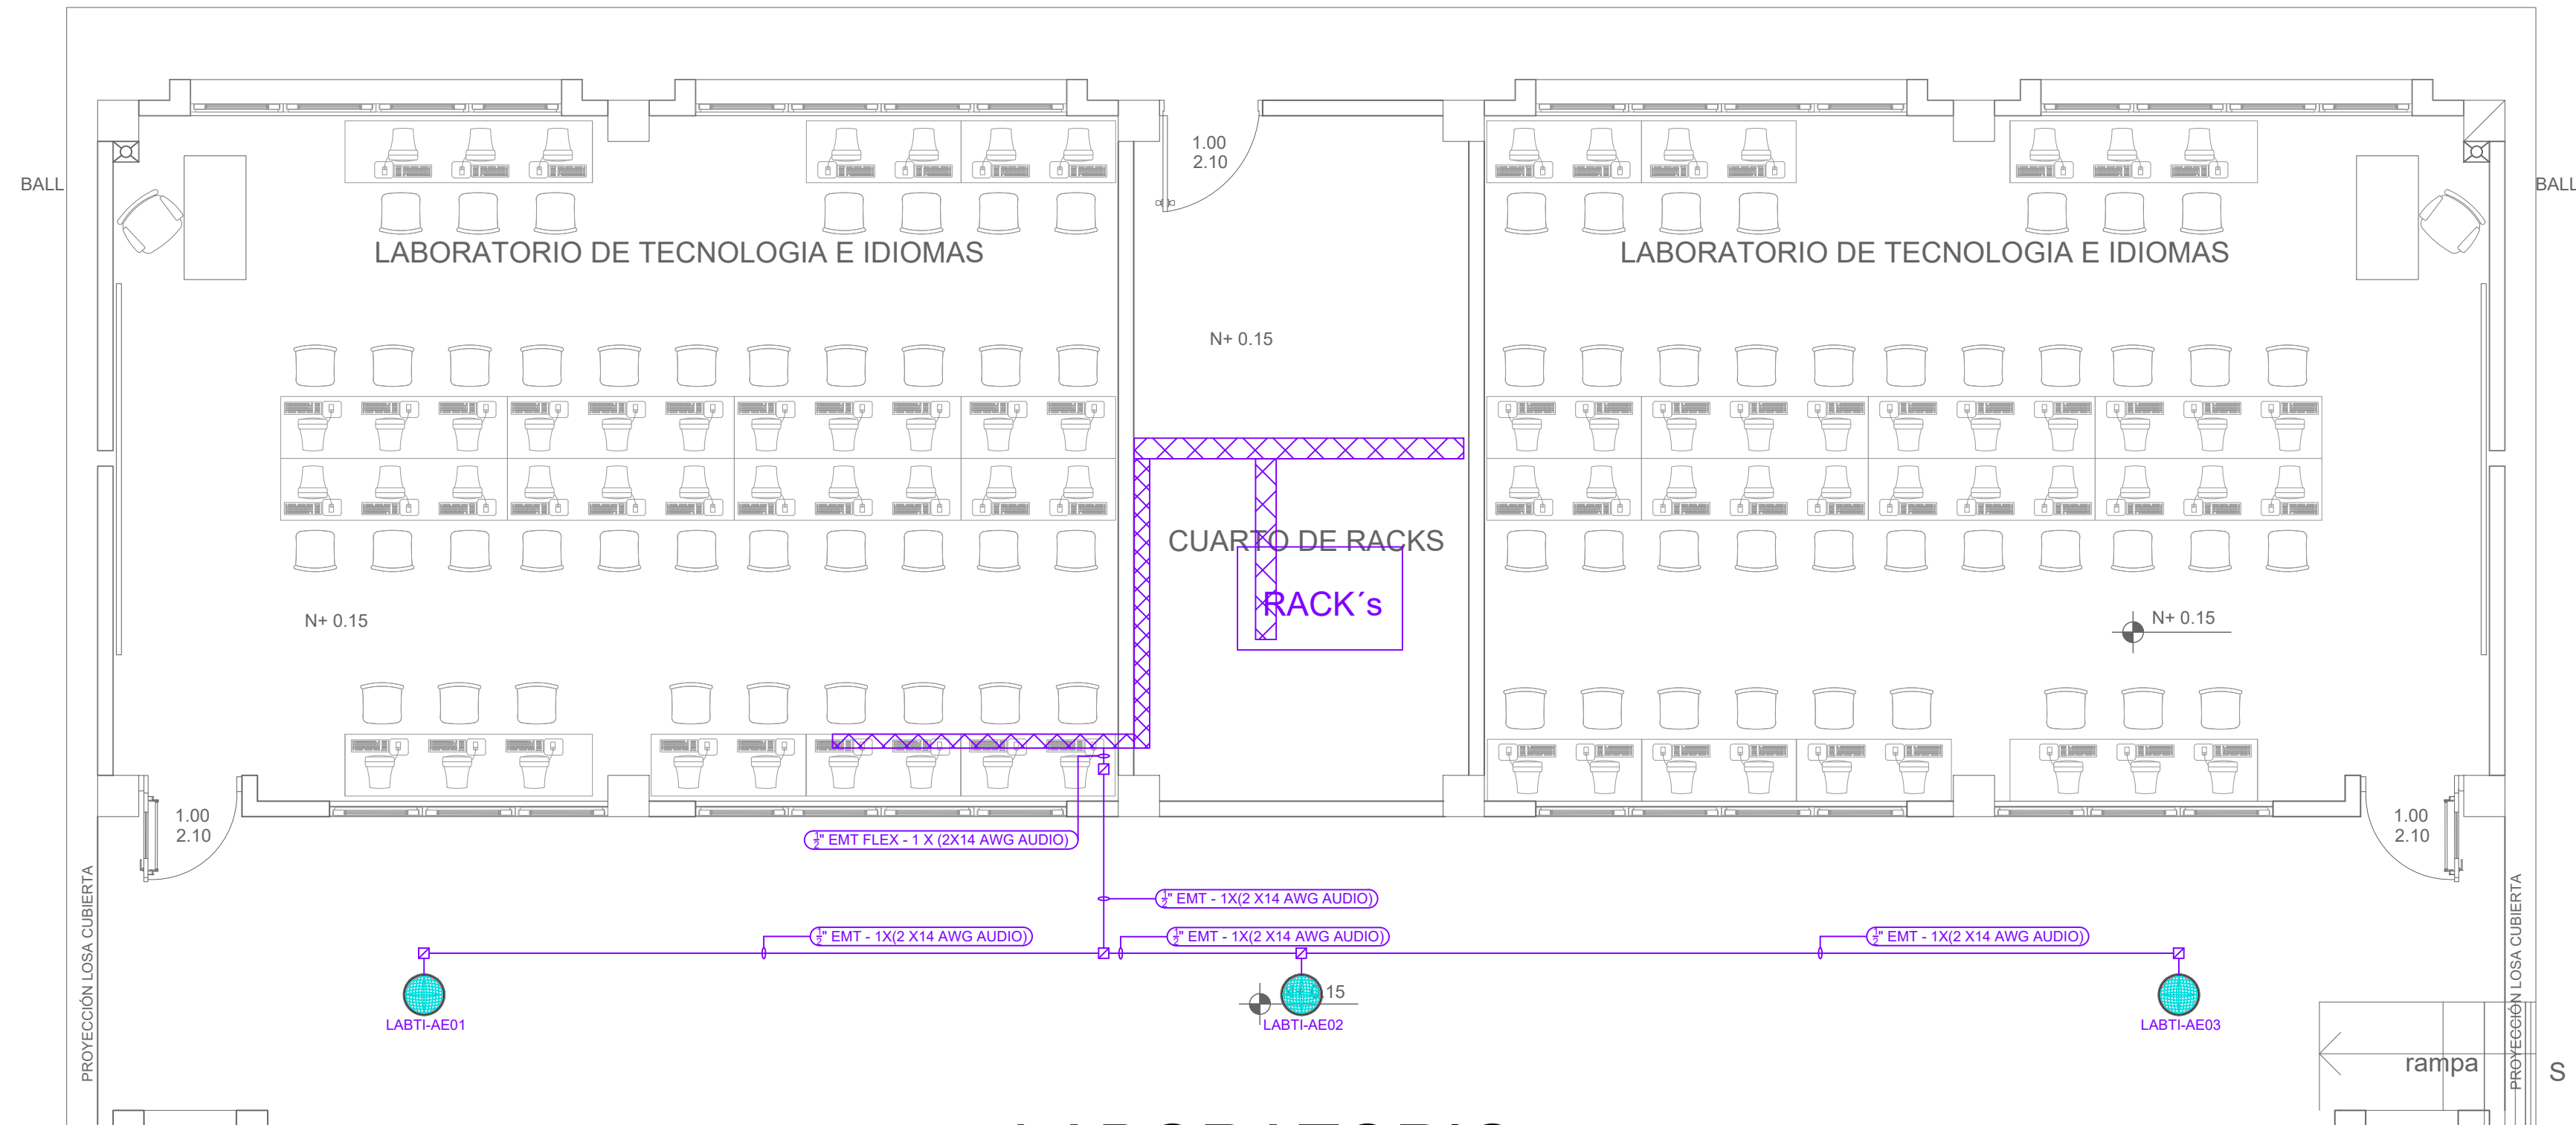 1.00
2.10
BALL
BALL
LABORATORIO DE TECNOLOGIA E IDIOMAS
LABORATORIO DE TECNOLOGIA E IDIOMAS
N+ 0.15
CUARTO DE RACKS
RACK´s
N+ 0.15
N+ 0.15
1.00
2.10
1.00
2.10
½" EMT FLEX - 1 X (2X14 AWG AUDIO)
½" EMT - 1X(2 X14 AWG AUDIO)
½" EMT - 1X(2 X14 AWG AUDIO)
½" EMT - 1X(2 X14 AWG AUDIO)
½" EMT - 1X(2 X14 AWG AUDIO)
PROYECCIÓN LOSA CUBIERTA
PROYECCIÓN LOSA CUBIERTA
.15
LABTI-AE01
LABTI-AE02
LABTI-AE03
rampa
S